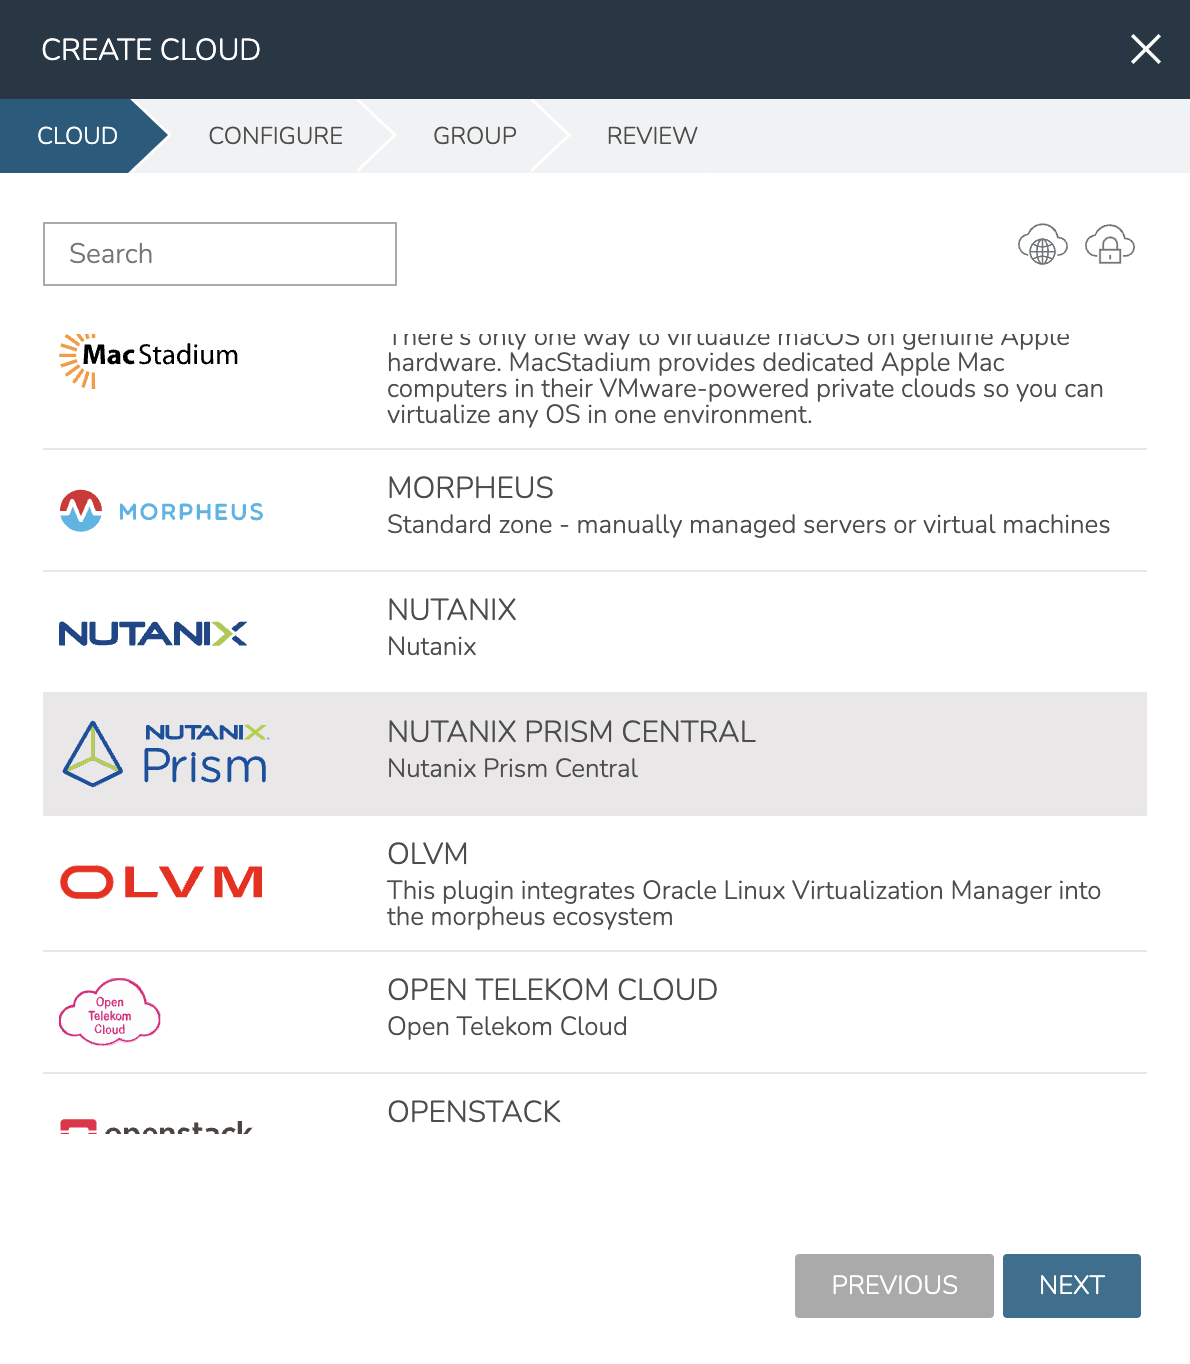 CREATE CLOUD
CLOUD
CONFIGURE
GROUP
REVIEW
Search
MacStadium
There's only one way to virtualize macOS on genuine Apple
hardware. MacStadium provides dedicated Apple Mac
computers in their VMware-powered private clouds so you can
virtualize any OS in one environment.
MORPHEUS
MORPHEUS
Standard zone - manually managed servers or virtual machines
NUTANIX
NUTANIX
Nutanix
NUTANIX
Prism
NUTANIX PRISM CENTRAL
Nutanix Prism Central
OLVM
OLVM
This plugin integrates Oracle Linux Virtualization Manager into
the morpheus ecosystem
Open
Telekom
Cloud
OPEN TELEKOM CLOUD
Open Telekom Cloud
openstack
OPENSTACK
PREVIOUS
NEXT